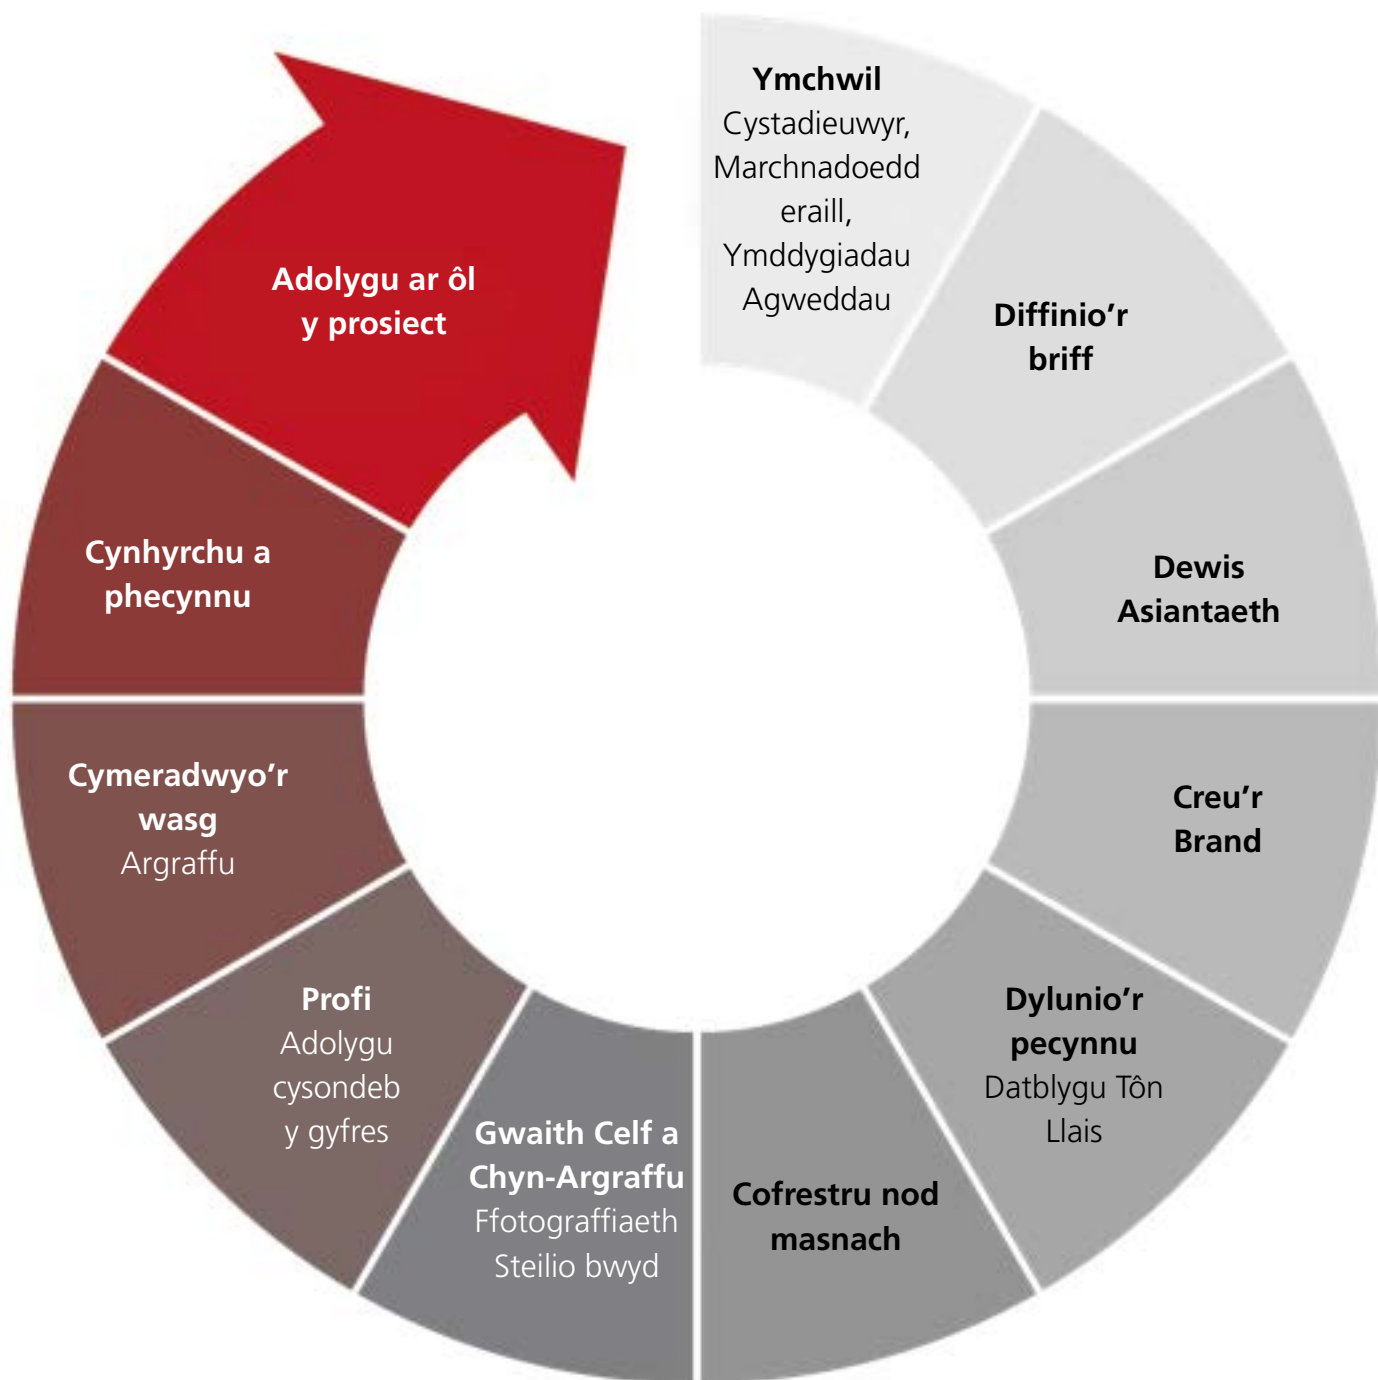 Ymchwil
Cystadieuwyr,
Marchnadoedd
eraill,
Ymddygiadau
Agweddau
Diffinio’r
briff
Dewis
Asiantaeth
Creu’r
Brand
Dylunio’r
pecynnu
Datblygu Tôn
Llais
Cofrestru nod
masnach
Gwaith Celf a
Chyn-Argraffu
Ffotograffiaeth
Steilio bwyd
Profi
Adolygu
cysondeb
y gyfres
Cymeradwyo’r
wasg
Argraffu
Cynhyrchu a
phecynnu
Adolygu ar ôl
y prosiect